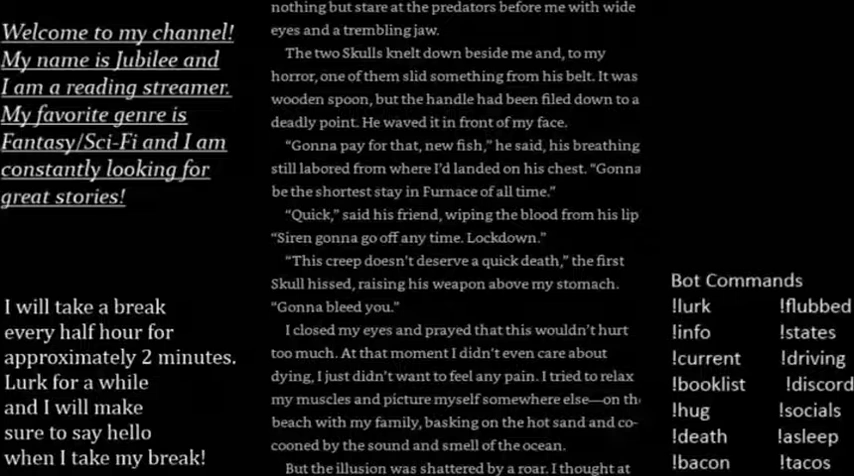 Welcome to my channel!
My name is Jubilee and
I am a reading streamer.
My favorite genre is
Fantasy/Sci-Fi and I am
constantly looking for
great stories!
I will take a break
every half hour for
approximately 2 minutes.
Lurk for a while
and I will make
sure to say hello
when I take my break!
nothing but stare at the predators before me with wide
eyes and a trembling jaw.
The two Skulls knelt down beside me and, to my
horror, one of them slid something from his belt. It was
wooden spoon, but the handle had been filed down to a
deadly point. He waved it in front of my face.
“Gonna pay for that, new fish,” he said, his breathing
still labored from where I’d landed on his chest. “Gonna
be the shortest stay in Furnace of all time.”
“Quick,” said his friend, wiping the blood from his lip
“Siren gonna go off any time. Lockdown.”
“This creep doesn’t deserve a quick death,” the first
Skull hissed, raising his weapon above my stomach.
“Gonna bleed you.”
I closed my eyes and prayed that this wouldn’t hurt
too much. At that moment I didn’t even care about
dying, I just didn’t want to feel any pain. I tried to relax
my muscles and picture myself somewhere else—on th
beach with my family, basking on the hot sand and co-
cooned by the sound and smell of the ocean.
But the illusion was shattered by a roar. I thought at
Bot Commands
!lurk !flubbed
!info !states
!current !driving
!booklist !discord
!hug !socials
!death !asleep
!bacon !tacos